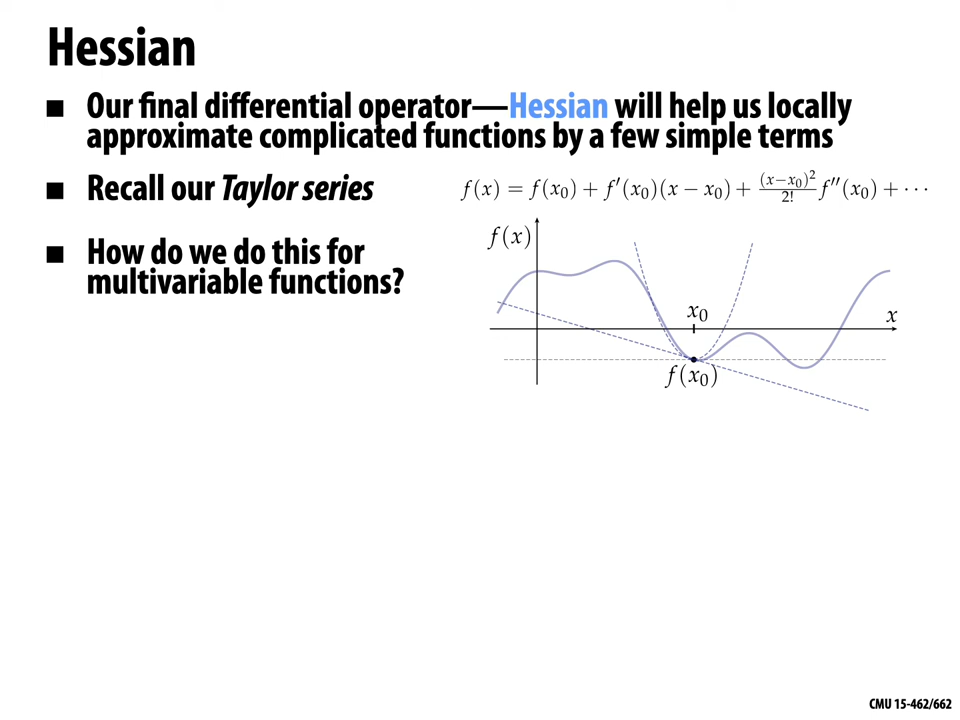 Hessian
■ Our final differential operator—Hessian will help us locally
approximate complicated functions by a few simple terms
■ Recall our Taylor series
f(x) = f(x₀) + f′(x₀)(x − x₀) + (x−x₀)²/2! f″(x₀) + ···
■ How do we do this for
multivariable functions?
f(x)
x₀
x
f(x₀)
CMU 15-462/662